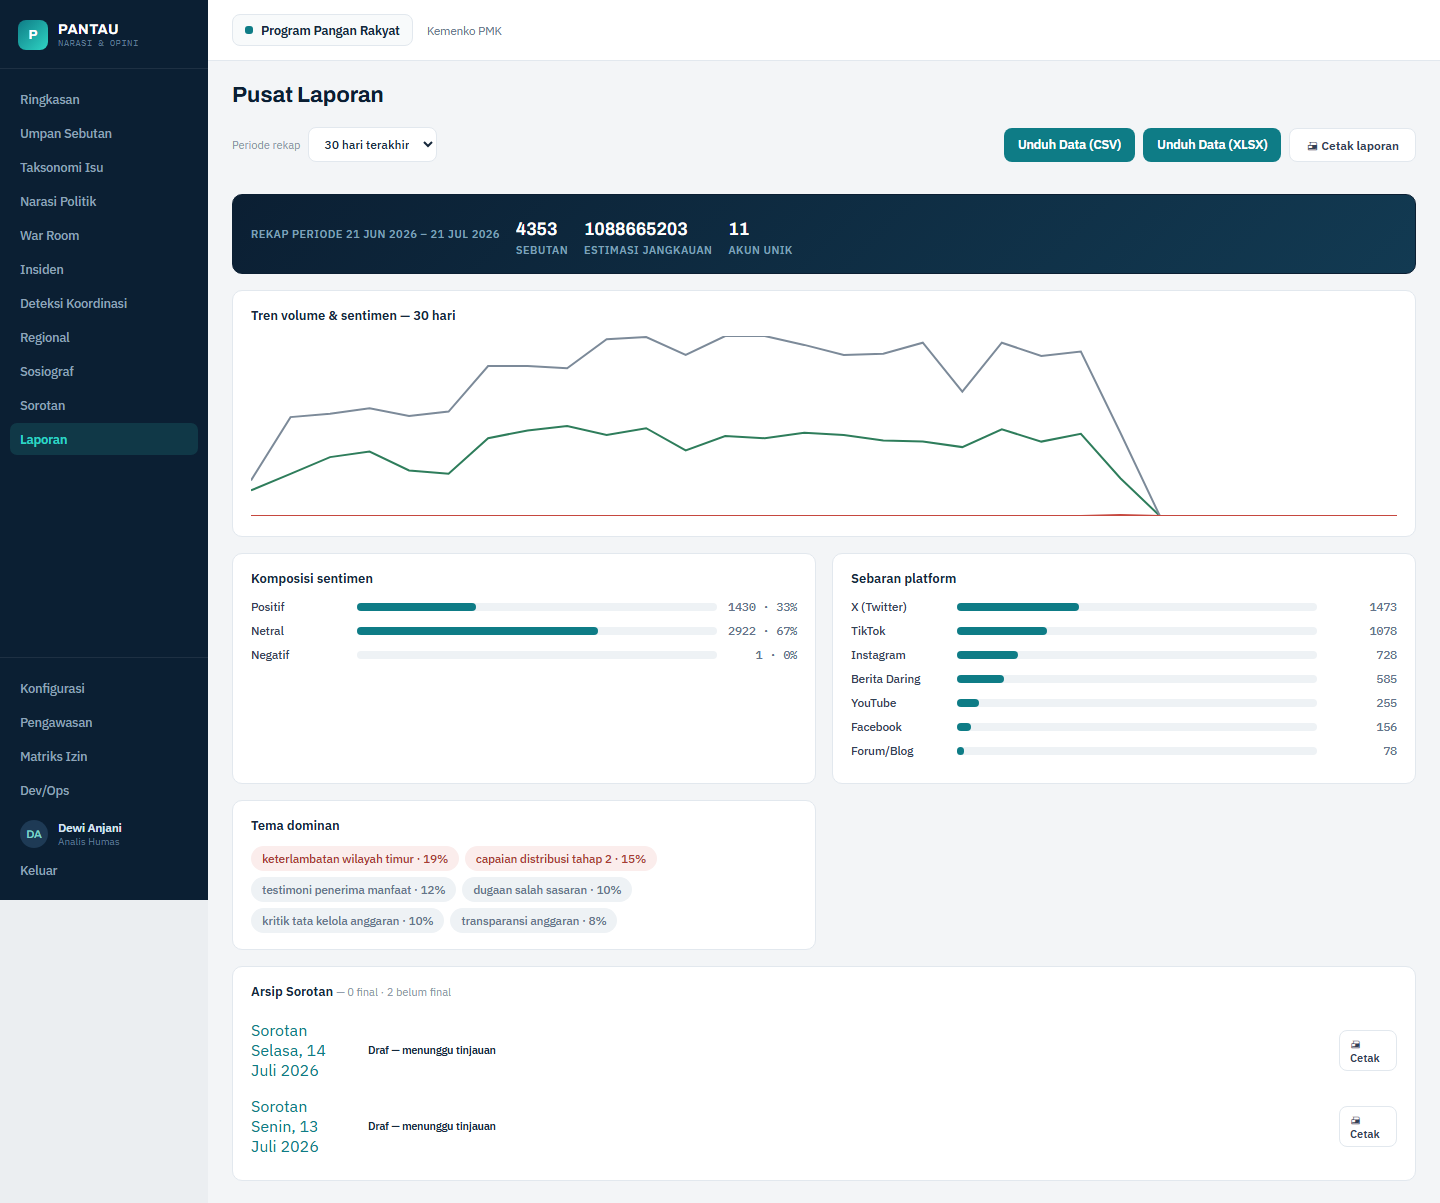 P
PANTAU
NARASI & OPINI
Ringkasan
Umpan Sebutan
Taksonomi Isu
Narasi Politik
War Room
Insiden
Deteksi Koordinasi
Regional
Sosiograf
Sorotan
Laporan
Konfigurasi
Pengawasan
Matriks Izin
Dev/Ops
DA
Dewi Anjani
Analis Humas
Keluar
Program Pangan Rakyat
Kemenko PMK
Pusat Laporan
Periode rekap
30 hari terakhir
Unduh Data (CSV)
Unduh Data (XLSX)
Cetak laporan
REKAP PERIODE 21 JUN 2026 – 21 JUL 2026
4353
SEBUTAN
1088665203
ESTIMASI JANGKAUAN
11
AKUN UNIK
Tren volume & sentimen — 30 hari
Komposisi sentimen
Positif 1430 · 33%
Netral 2922 · 67%
Negatif 1 · 0%
Sebaran platform
X (Twitter) 1473
TikTok 1078
Instagram 728
Berita Daring 585
YouTube 255
Facebook 156
Forum/Blog 78
Tema dominan
keterlambatan wilayah timur · 19%
capaian distribusi tahap 2 · 15%
testimoni penerima manfaat · 12%
dugaan salah sasaran · 10%
kritik tata kelola anggaran · 10%
transparansi anggaran · 8%
Arsip Sorotan — 0 final · 2 belum final
Sorotan
Selasa, 14
Juli 2026
Draf — menunggu tinjauan
Cetak
Sorotan
Senin, 13
Juli 2026
Draf — menunggu tinjauan
Cetak